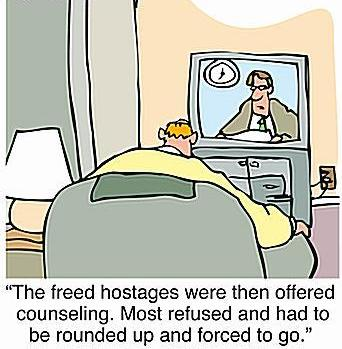 “The freed hostages were then offered
counseling. Most refused and had to
be rounded up and forced to go.”